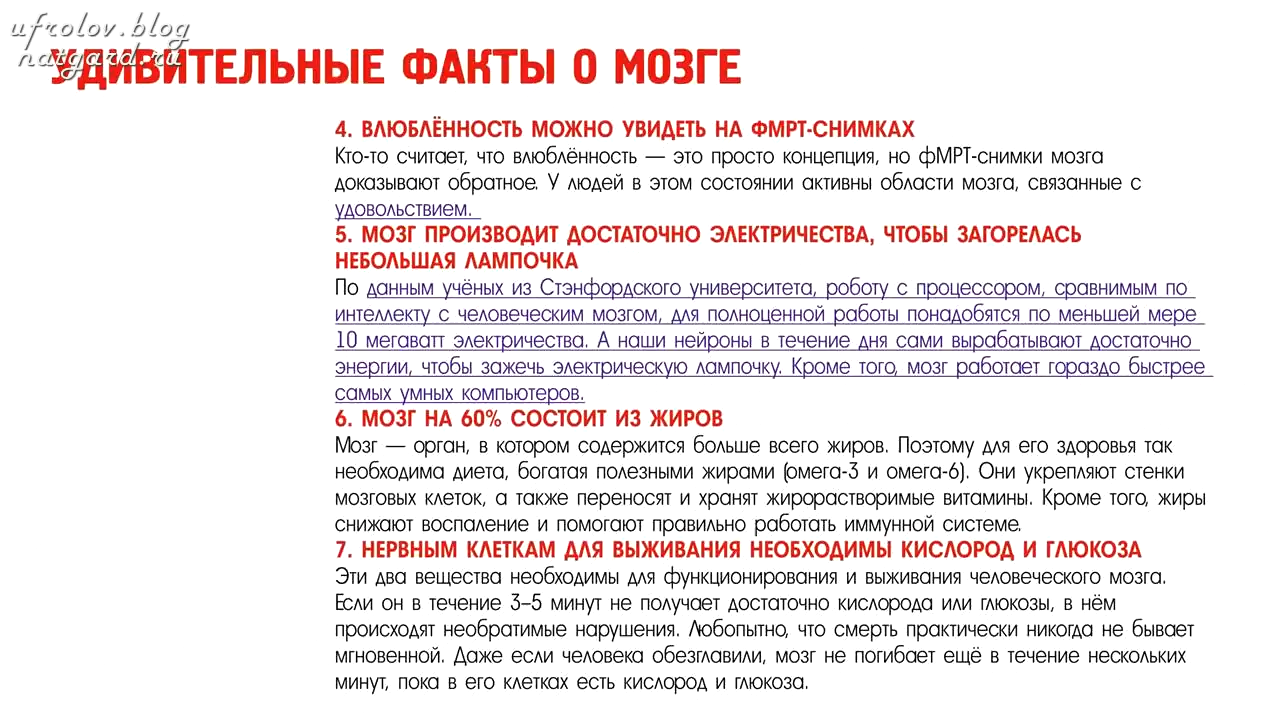 ufrolov.blog
natgard.ru
УДИВИТЕЛЬНЫЕ ФАКТЫ О МОЗГЕ
4. ВЛЮБЛЁННОСТЬ МОЖНО УВИДЕТЬ НА ФМРТ-СНИМКАХ
Кто-то считает, что влюблённость — это просто концепция, но фМРТ-снимки мозга
доказывают обратное. У людей в этом состоянии активны области мозга, связанные с
удовольствием.
5. МОЗГ ПРОИЗВОДИТ ДОСТАТОЧНО ЭЛЕКТРИЧЕСТВА, ЧТОБЫ ЗАГОРЕЛАСЬ
НЕБОЛЬШАЯ ЛАМПОЧКА
По данным учёных из Стэнфордского университета, роботу с процессором, сравнимым по
интеллекту с человеческим мозгом, для полноценной работы понадобятся по меньшей мере
10 мегаватт электричества. А наши нейроны в течение дня сами вырабатывают достаточно
энергии, чтобы зажечь электрическую лампочку. Кроме того, мозг работает гораздо быстрее
самых умных компьютеров.
6. МОЗГ НА 60% СОСТОИТ ИЗ ЖИРОВ
Мозг — орган, в котором содержится больше всего жиров. Поэтому для его здоровья так
необходима диета, богатая полезными жирами (омега-3 и омега-6). Они укрепляют стенки
мозговых клеток, а также переносят и хранят жирорастворимые витамины. Кроме того, жиры
снижают воспаление и помогают правильно работать иммунной системе.
7. НЕРВНЫМ КЛЕТКАМ ДЛЯ ВЫЖИВАНИЯ НЕОБХОДИМЫ КИСЛОРОД И ГЛЮКОЗА
Эти два вещества необходимы для функционирования и выживания человеческого мозга.
Если он в течение 3–5 минут не получает достаточно кислорода или глюкозы, в нём
происходят необратимые нарушения. Любопытно, что смерть практически никогда не бывает
мгновенной. Даже если человека обезглавили, мозг не погибает ещё в течение нескольких
минут, пока в его клетках есть кислород и глюкоза.